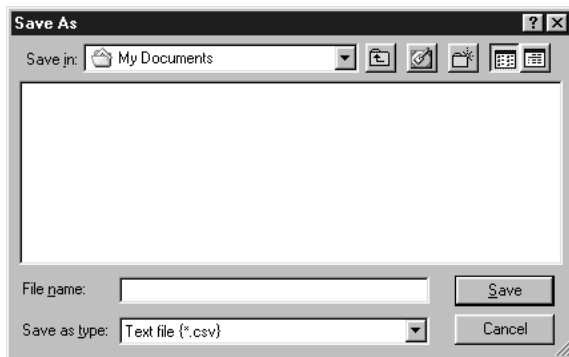 Save As
Save in: My Documents
File name: Save
Save as type: Text file {*.csv} Cancel